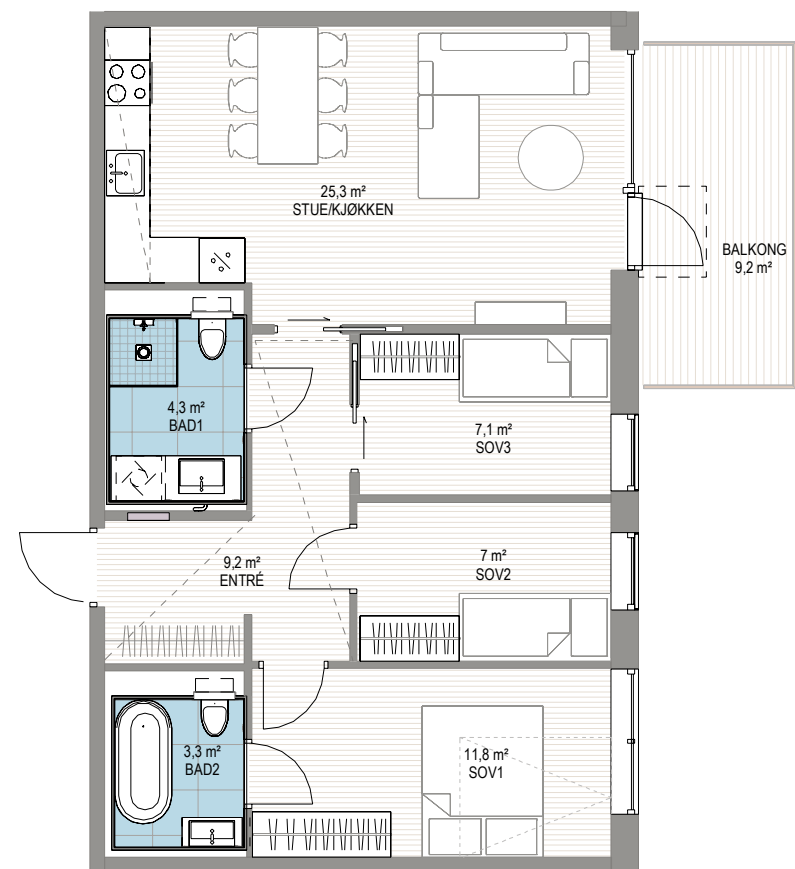 25,3 m²
STUE/KJØKKEN
BALKONG
9,2 m²
4,3 m²
BAD1
7,1 m²
SOV3
9,2 m²
ENTRÉ
7 m²
SOV2
3,3 m²
BAD2
11,8 m²
SOV1